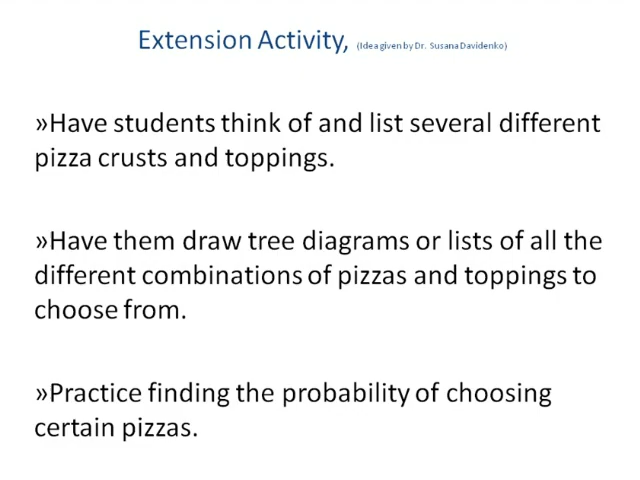 Extension Activity, (Idea given by Dr. Susana Davidenko)
»Have students think of and list several different
pizza crusts and toppings.
»Have them draw tree diagrams or lists of all the
different combinations of pizzas and toppings to
choose from.
»Practice finding the probability of choosing
certain pizzas.